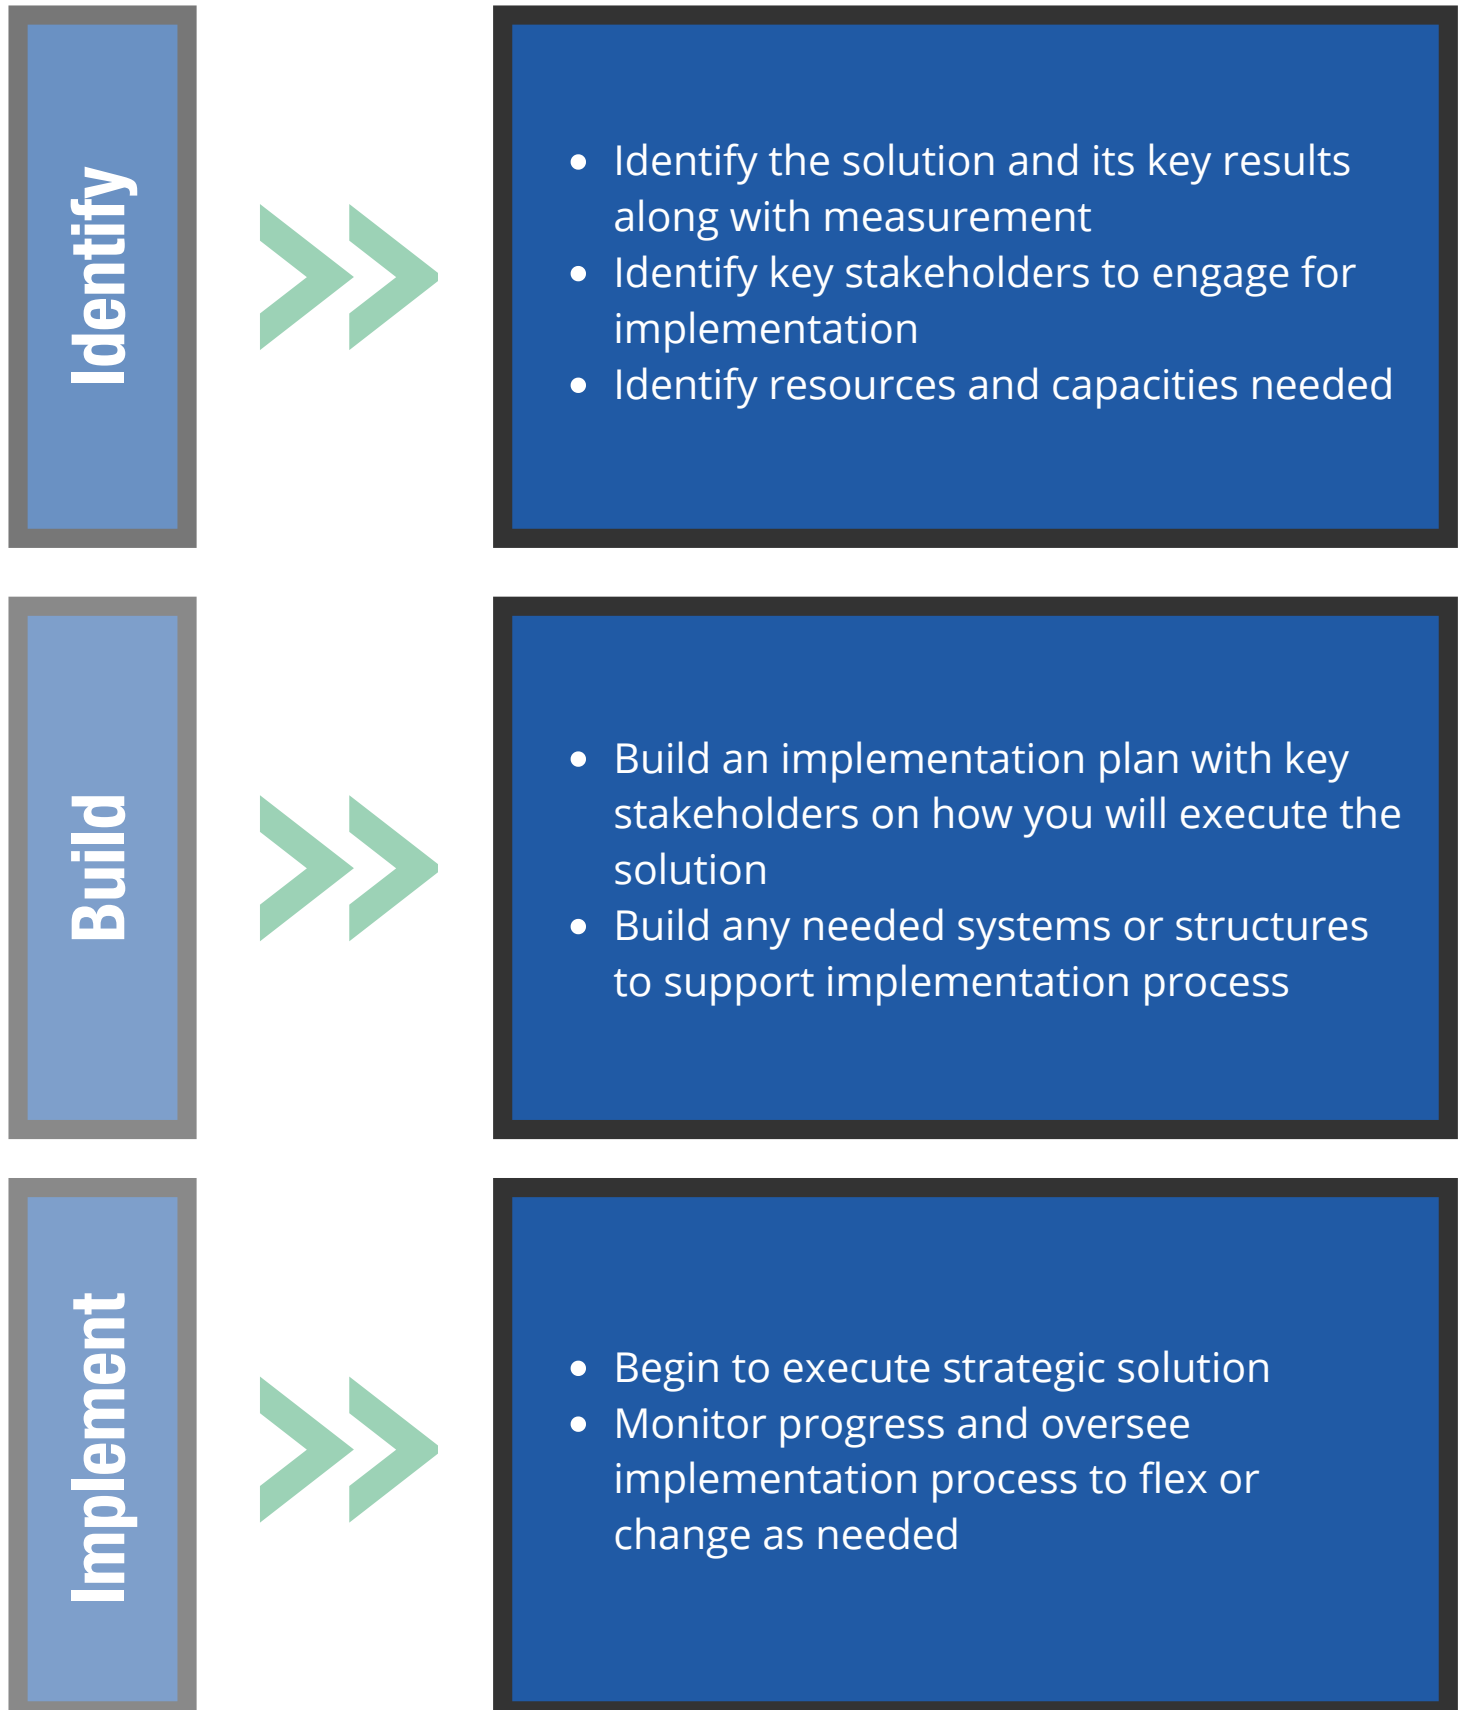 Identify
• Identify the solution and its key results
along with measurement
• Identify key stakeholders to engage for
implementation
• Identify resources and capacities needed
Build
• Build an implementation plan with key
stakeholders on how you will execute the
solution
• Build any needed systems or structures
to support implementation process
Implement
• Begin to execute strategic solution
• Monitor progress and oversee
implementation process to flex or
change as needed